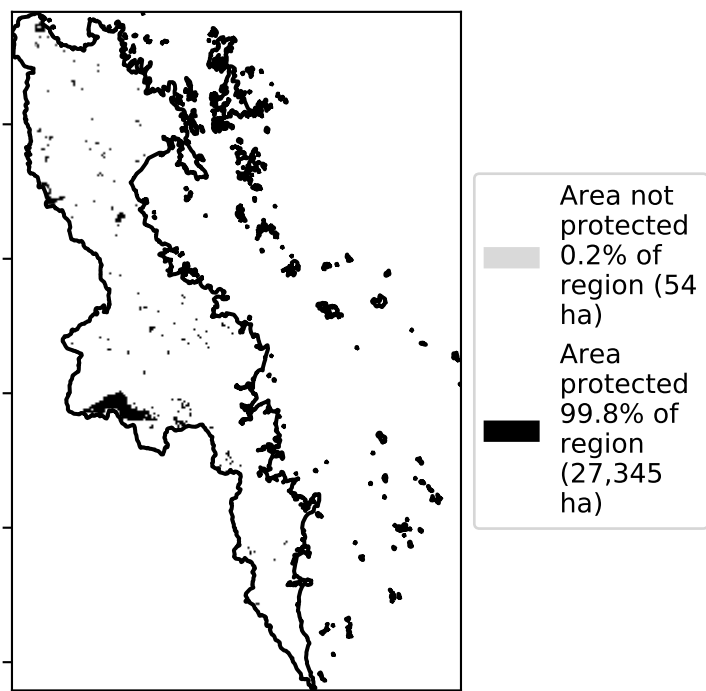 Area not
protected
0.2% of
region (54
ha)
Area
protected
99.8% of
region
(27,345
ha)